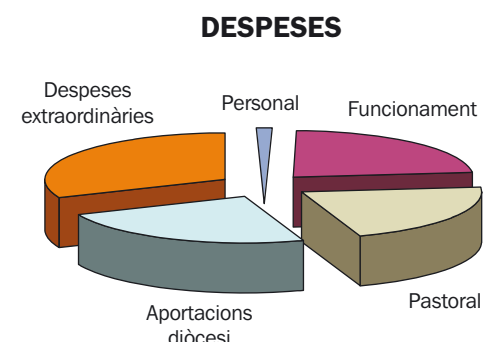 DESPESES
Despeses
extraordinàries
Personal
Funcionament
Pastoral
Aportacions
diòcesi